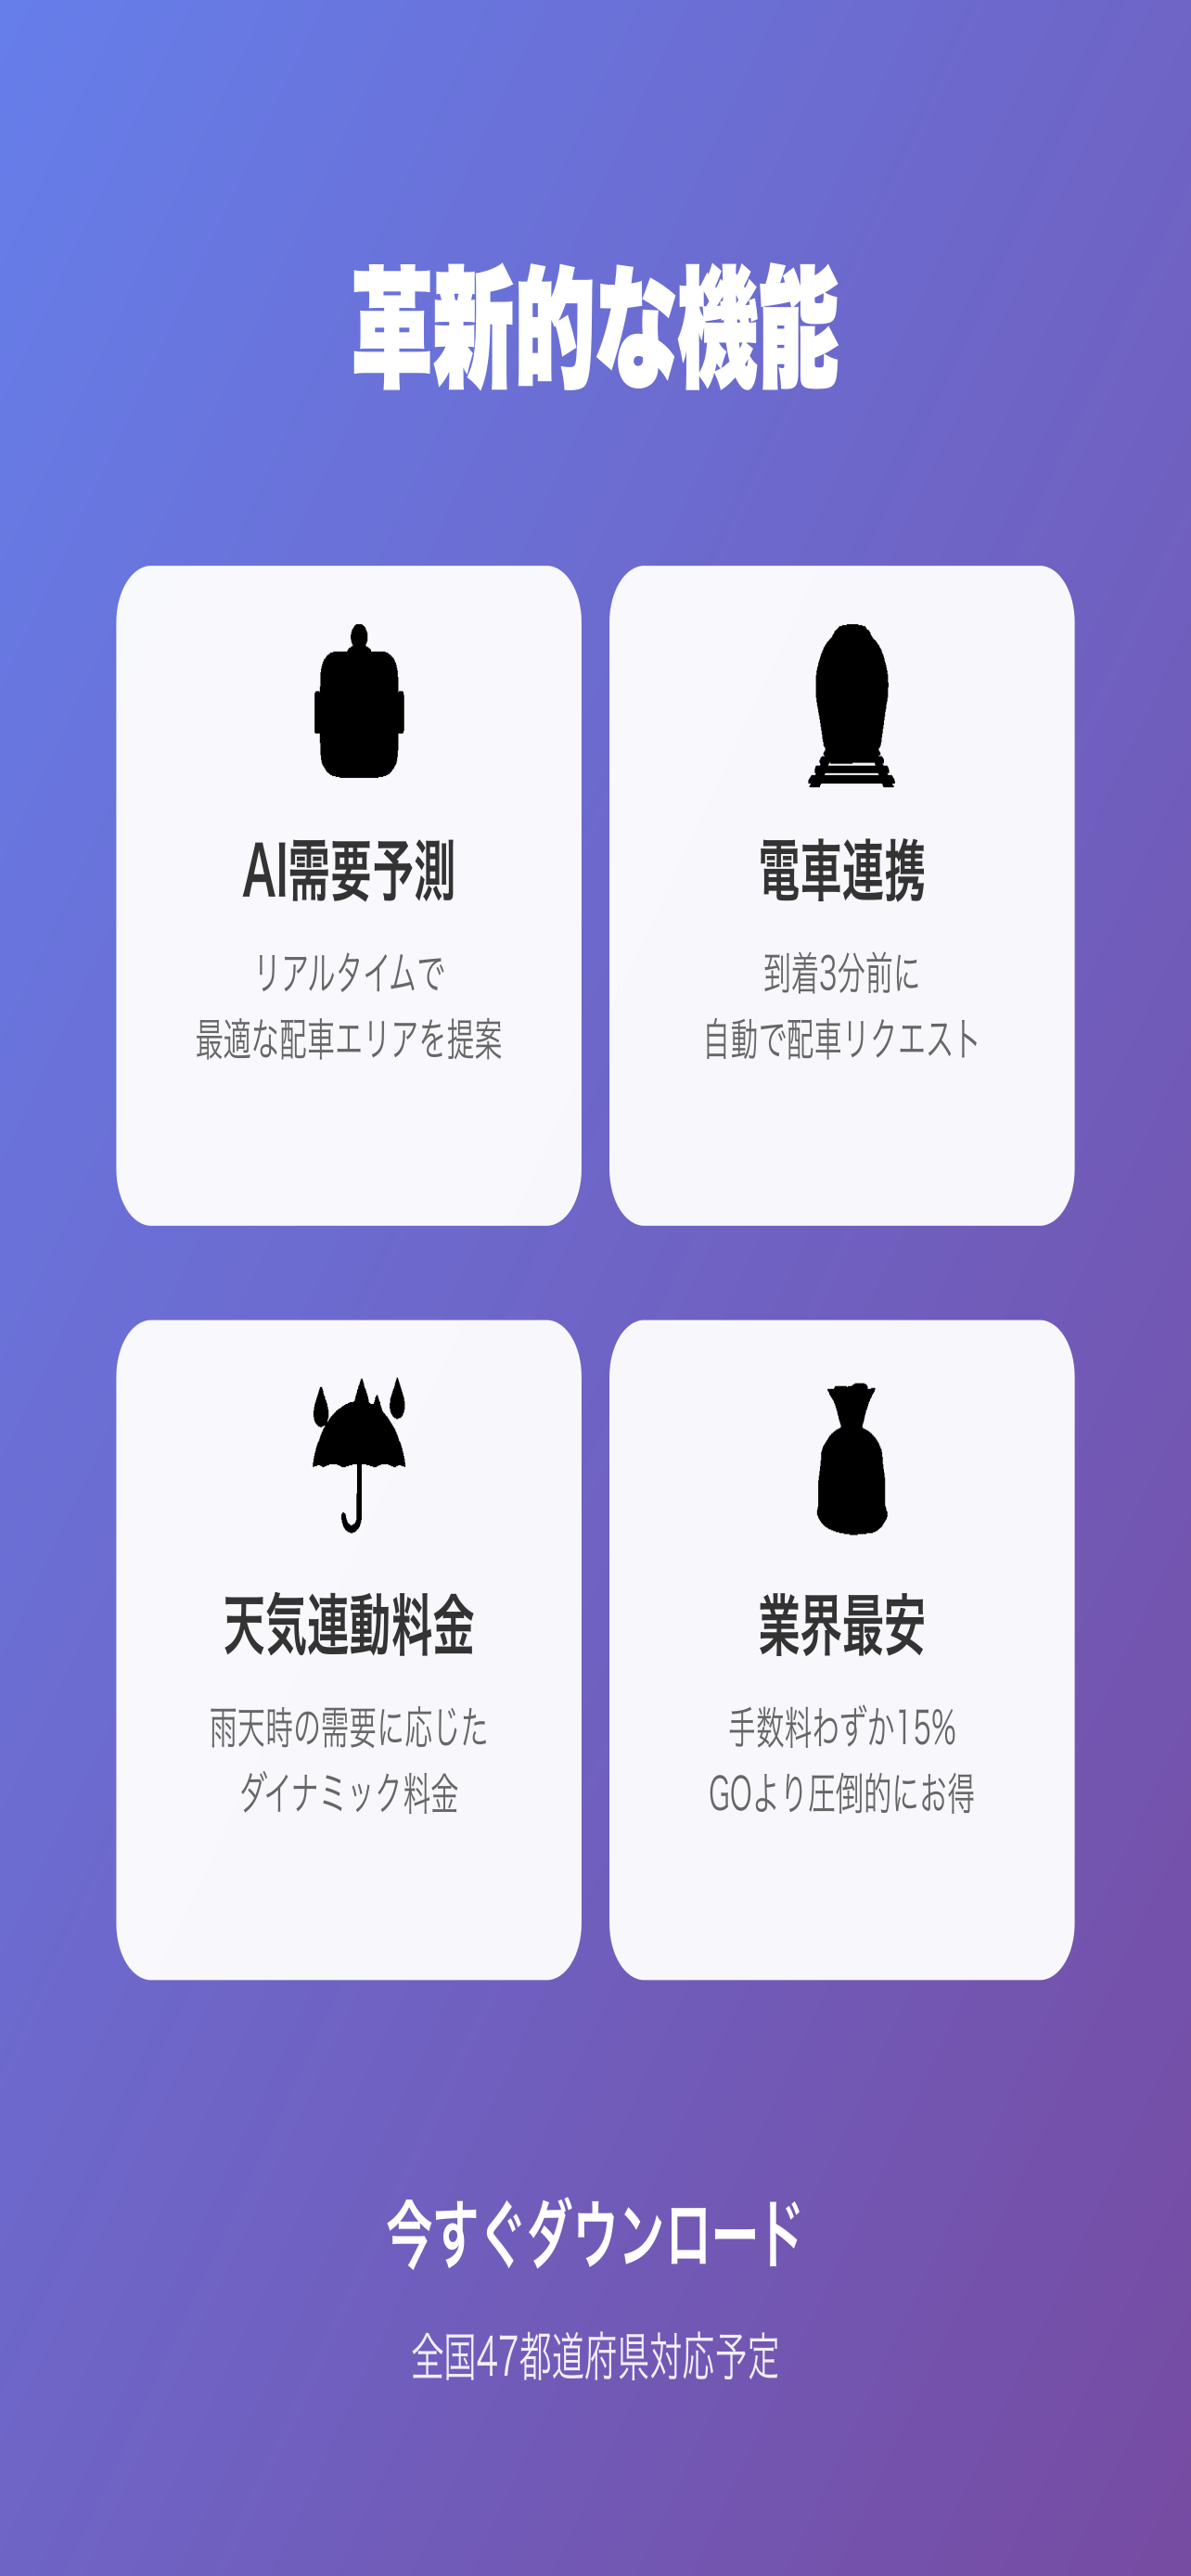 革新的な機能
AI需要予測
リアルタイムで
最適な配車エリアを提案
電車連携
到着3分前に
自動で配車リクエスト
天気連動料金
雨天時の需要に応じた
ダイナミック料金
業界最安
手数料わずか15%
GOより圧倒的にお得
今すぐダウンロード
全国47都道府県対応予定